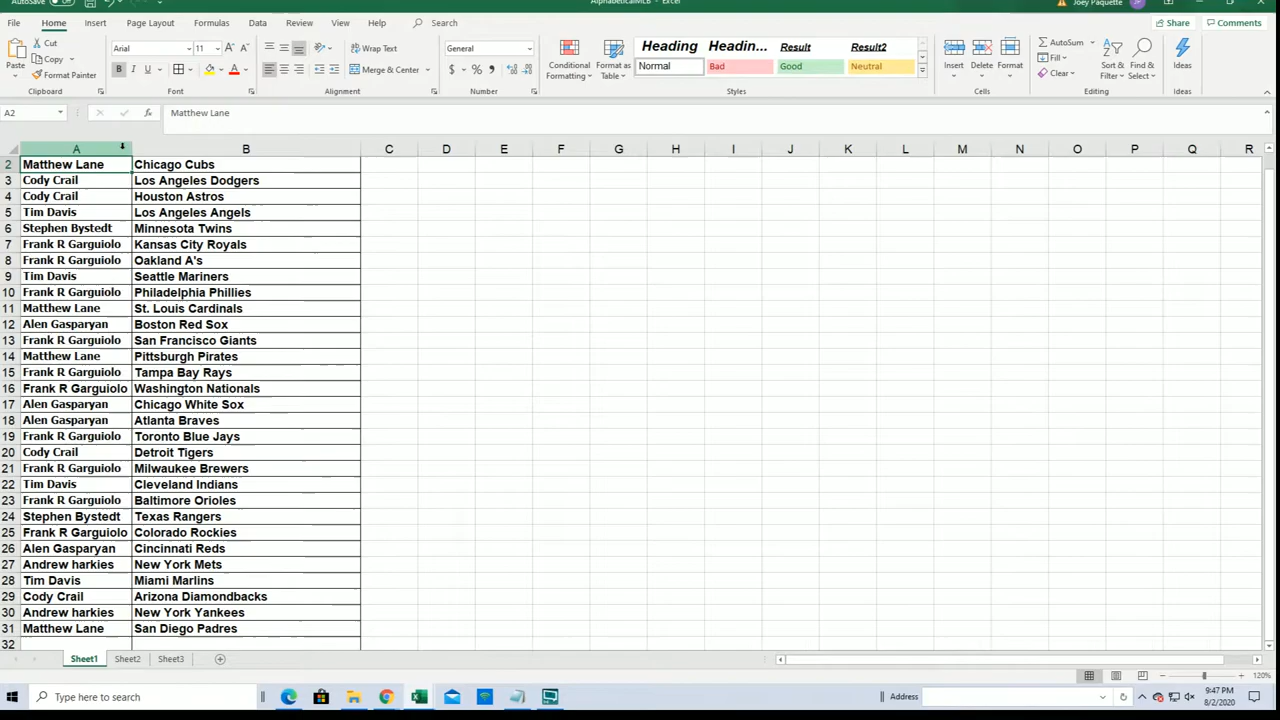 AutoSave Off AlphabeticalMLB - Excel Joey Paquette JP
File Home Insert Page Layout Formulas Data Review View Help Search Share Comments
Paste Cut Copy Format Painter Clipboard
Arial 11 A A B I U A Font
Wrap Text Merge & Center Alignment
General $ % , Number
Conditional Formatting Format as Table Heading Headin... Result Result2
Normal Bad Good Neutral Styles
Insert Delete Format Cells
AutoSum Fill Clear Sort & Filter Find & Select Editing
Ideas Ideas
A2 fx Matthew Lane
A B C D E F G H I J K L M N O P Q R
2 Matthew Lane Chicago Cubs
3 Cody Crail Los Angeles Dodgers
4 Cody Crail Houston Astros
5 Tim Davis Los Angeles Angels
6 Stephen Bystedt Minnesota Twins
7 Frank R Garguiolo Kansas City Royals
8 Frank R Garguiolo Oakland A's
9 Tim Davis Seattle Mariners
10 Frank R Garguiolo Philadelphia Phillies
11 Matthew Lane St. Louis Cardinals
12 Alen Gasparyan Boston Red Sox
13 Frank R Garguiolo San Francisco Giants
14 Matthew Lane Pittsburgh Pirates
15 Frank R Garguiolo Tampa Bay Rays
16 Frank R Garguiolo Washington Nationals
17 Alen Gasparyan Chicago White Sox
18 Alen Gasparyan Atlanta Braves
19 Frank R Garguiolo Toronto Blue Jays
20 Cody Crail Detroit Tigers
21 Frank R Garguiolo Milwaukee Brewers
22 Tim Davis Cleveland Indians
23 Frank R Garguiolo Baltimore Orioles
24 Stephen Bystedt Texas Rangers
25 Frank R Garguiolo Colorado Rockies
26 Alen Gasparyan Cincinnati Reds
27 Andrew harkies New York Mets
28 Tim Davis Miami Marlins
29 Cody Crail Arizona Diamondbacks
30 Andrew harkies New York Yankees
31 Matthew Lane San Diego Padres
32
Sheet1 Sheet2 Sheet3
120%
Type here to search Address 9:47 PM
8/2/2020